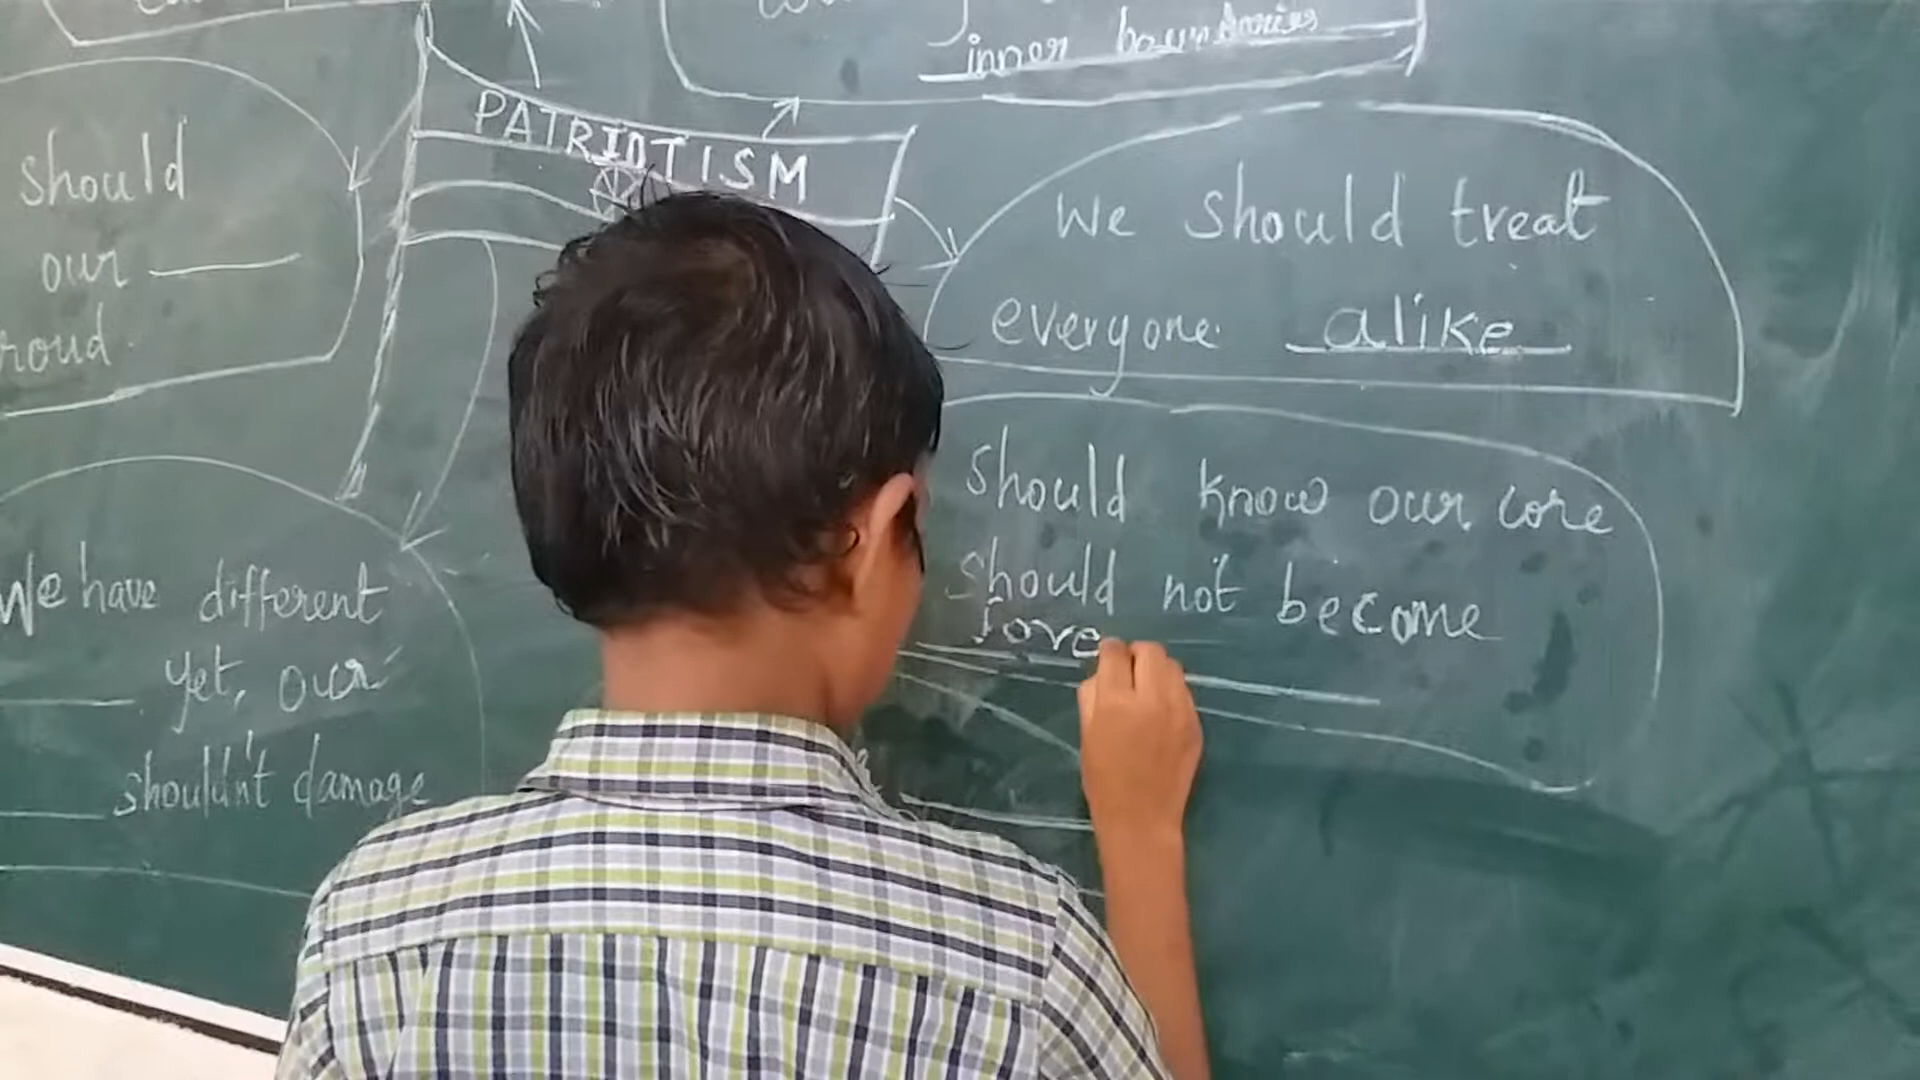 inner boundaries
PATRIOTISM
should
our
roud.
We should treat
everyone alike
should know our core
should not become
fore
We have different
yet, our
shouldn't damage